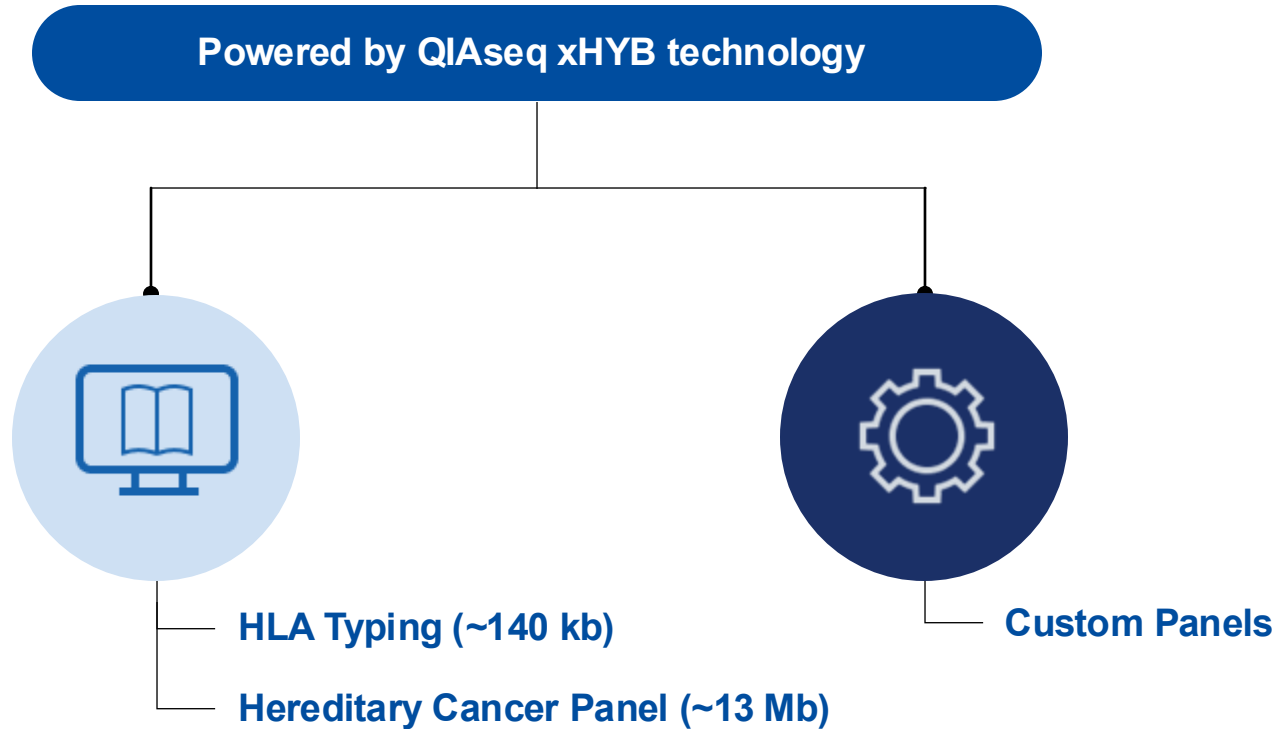 Powered by QIAseq xHYB technology
HLA Typing (~140 kb)
Custom Panels
Hereditary Cancer Panel (~13 Mb)